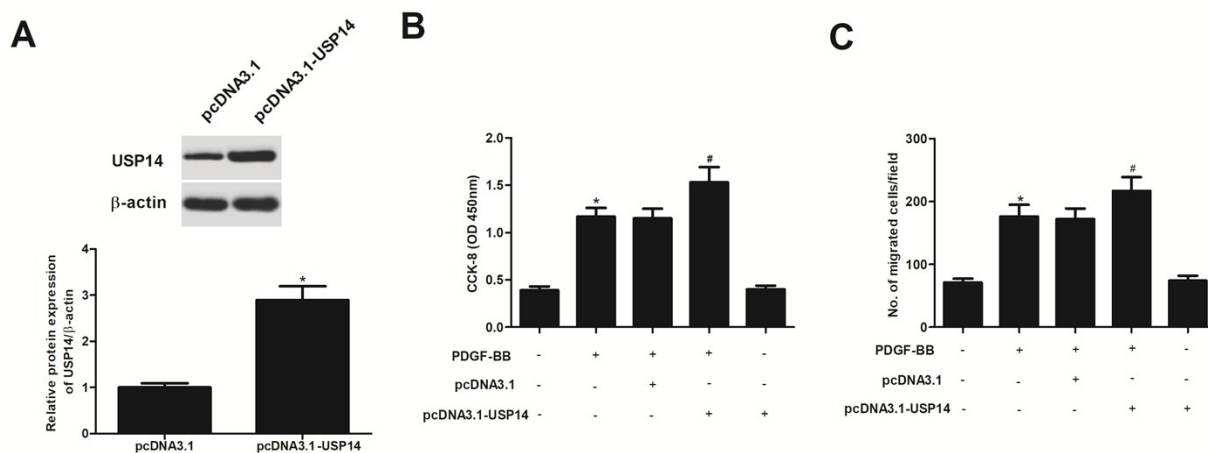 A
pcDNA3.1
pcDNA3.1-USP14
USP14
β-actin
Relative protein expression
of USP14/β-actin
4
3
2
1
0
*
pcDNA3.1
pcDNA3.1-USP14
B
CCK-8 (OD 450nm)
2.0
1.5
1.0
0.5
0.0
*
#
PDGF-BB - + + + -
pcDNA3.1 - - + - -
pcDNA3.1-USP14 - - - + +
C
No. of migrated cells/field
300
200
100
0
*
#
PDGF-BB - + + + -
pcDNA3.1 - - + - -
pcDNA3.1-USP14 - - - + +